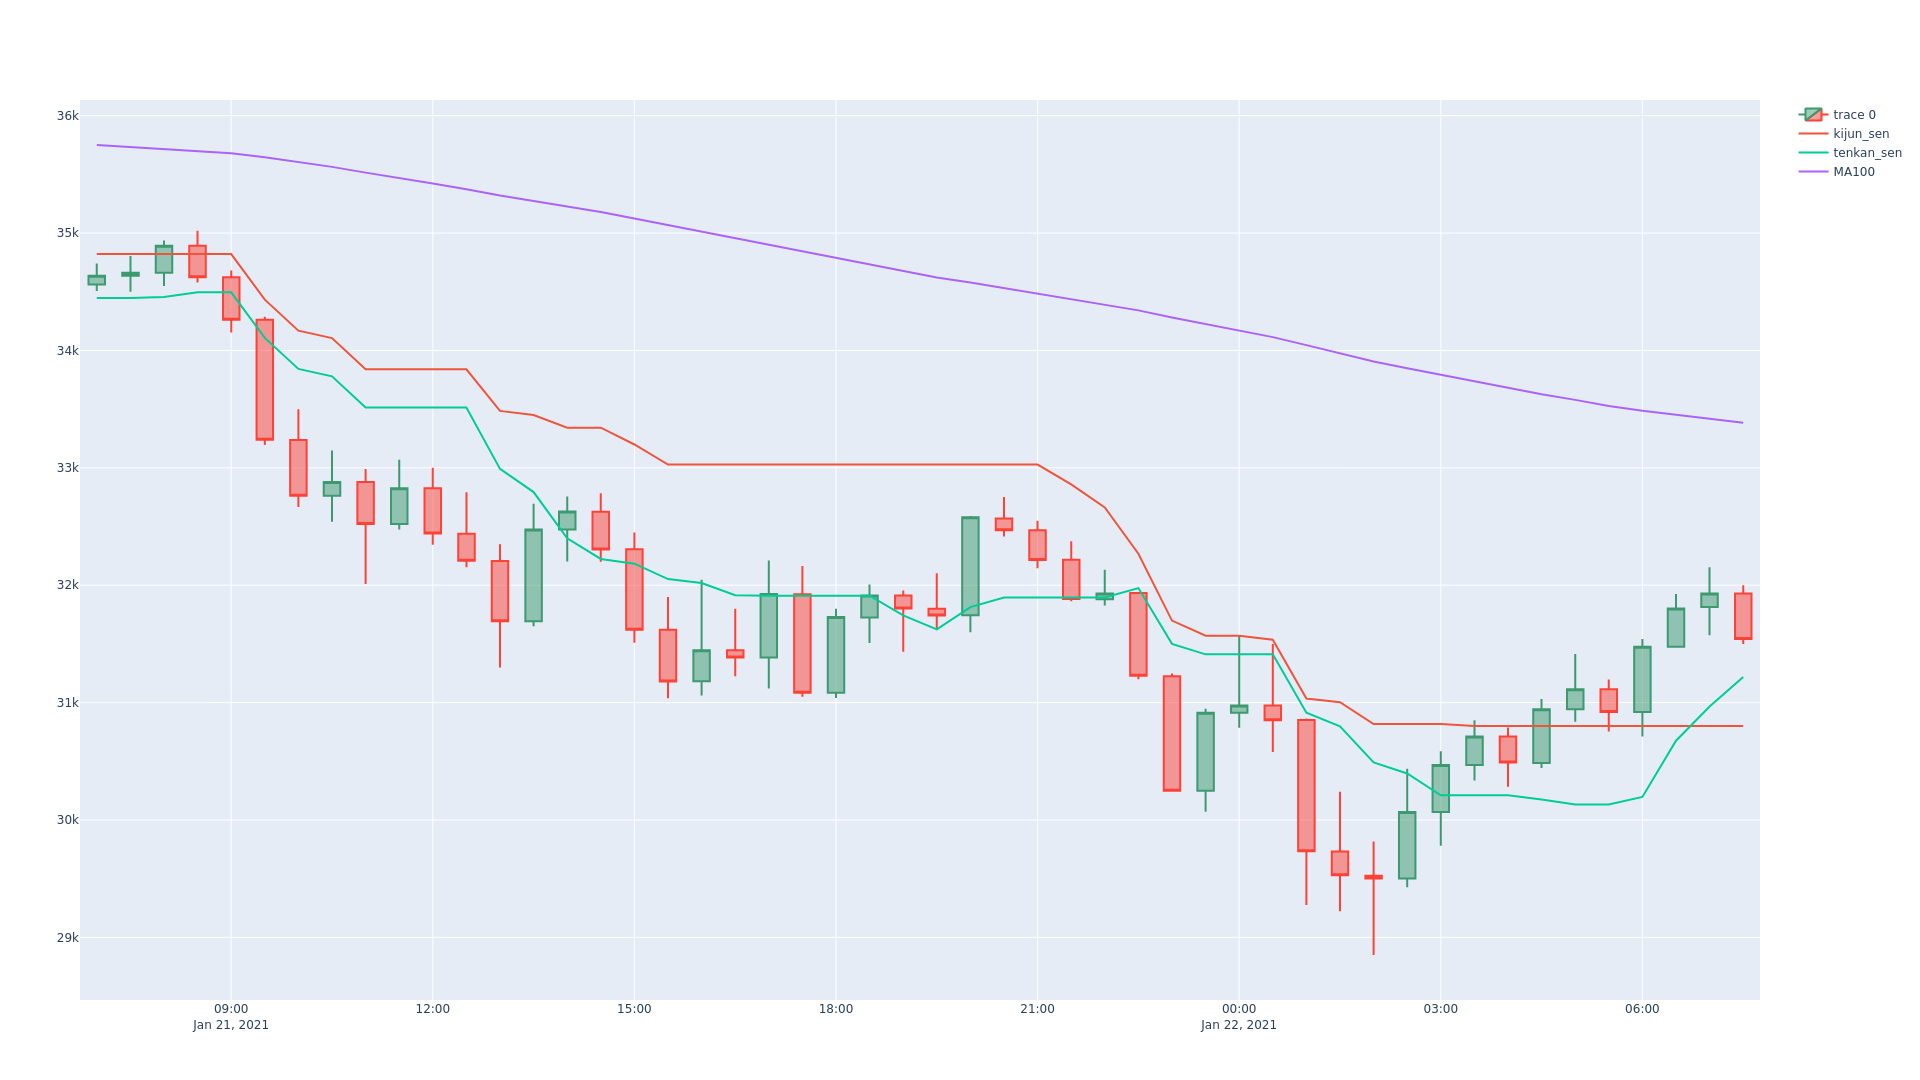 trace 0
kijun_sen
tenkan_sen
MA100
36k
35k
34k
33k
32k
31k
30k
29k
09:00 12:00 15:00 18:00 21:00 00:00 03:00 06:00
Jan 21, 2021 Jan 22, 2021